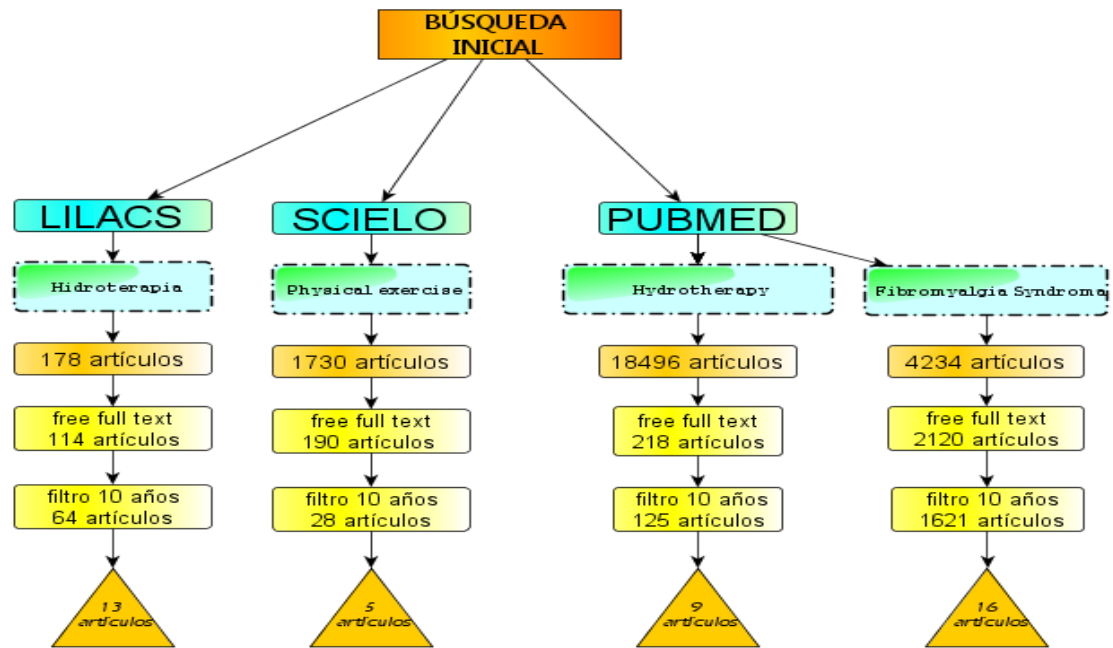 BÚSQUEDA
INICIAL
LILACS
SCIELO
PUBMED
Hidroterapia
Physical exercise
Hydrotherapy
Fibromyalgia Syndroma
178 artículos
1730 artículos
18496 artículos
4234 artículos
free full text
114 artículos
free full text
190 artículos
free full text
218 artículos
free full text
2120 artículos
filtro 10 años
64 artículos
filtro 10 años
28 artículos
filtro 10 años
125 artículos
filtro 10 años
1621 artículos
13
artículos
5
artículos
9
artículos
16
artículos